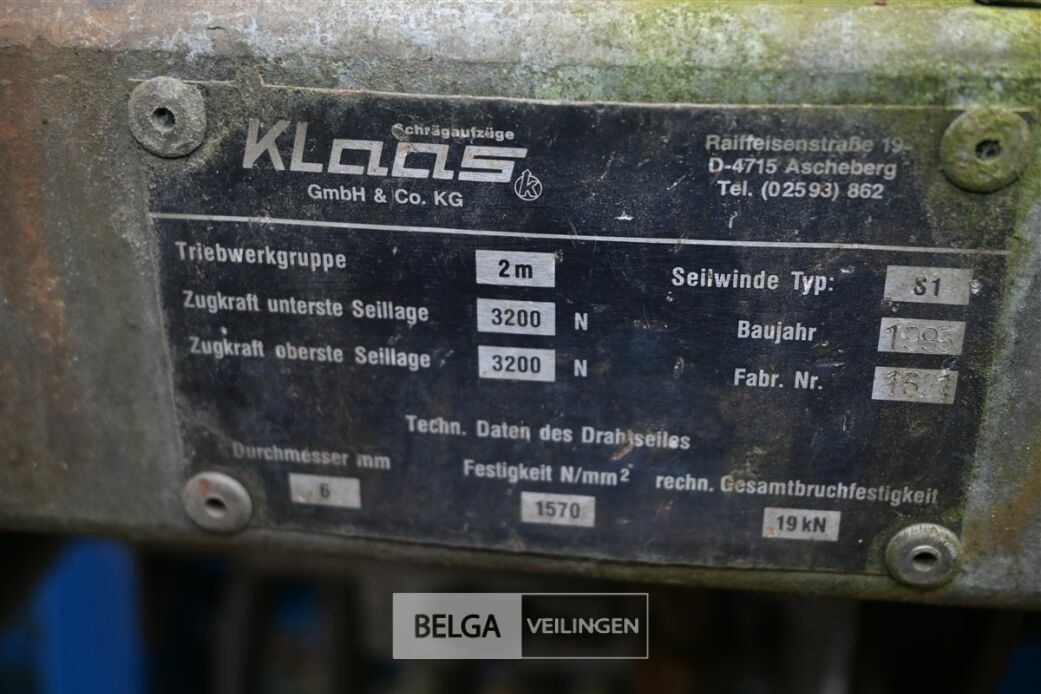 Schrägaufzüge
KLaas
GmbH & Co. KG
Raiffeisenstraße 19
D-4715 Ascheberg
Tel. (02593) 862
Triebwerkgruppe 2m
Zugkraft unterste Seillage 3200 N
Zugkraft oberste Seillage 3200 N
Seilwinde Typ: S1
Baujahr 1995
Fabr. Nr.
Techn. Daten des Drahtseiles
Durchmesser mm
6
Festigkeit N/mm²
1570
rechn. Gesamtbruchfestigkeit
19 kN
BELGA VEILINGEN